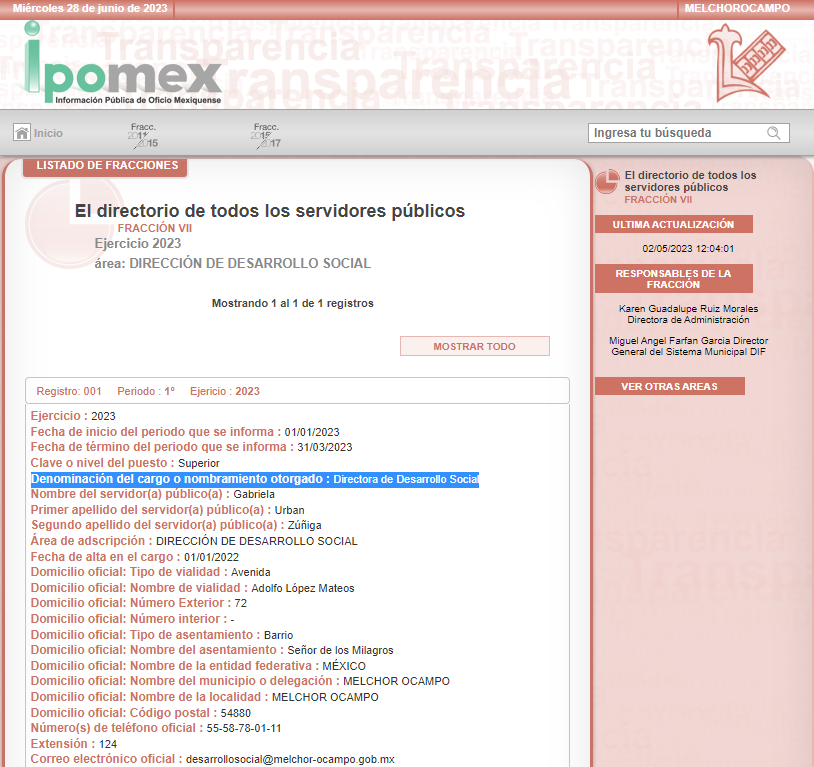 Miércoles 28 de junio de 2023
MELCHOROCAMPO
ipomex
Información Pública de Oficio Mexiquense
Transparencia
Inicio
Fracc.
Fracc.
Ingresa tu búsqueda
LISTADO DE FRACCIONES
El directorio de todos los servidores públicos
FRACCIÓN VII
Ejercicio 2023
área: DIRECCIÓN DE DESARROLLO SOCIAL
Mostrando 1 al 1 de 1 registros
MOSTRAR TODO
Registro: 001 Periodo : 1º Ejericio : 2023
Ejercicio : 2023
Fecha de inicio del periodo que se informa : 01/01/2023
Fecha de término del periodo que se informa : 31/03/2023
Clave o nivel del puesto : Superior
Denominación del cargo o nombramiento otorgado : Directora de Desarrollo Social
Nombre del servidor(a) público(a) : Gabriela
Primer apellido del servidor(a) público(a) : Urban
Segundo apellido del servidor(a) público(a) : Zúñiga
Área de adscripción : DIRECCIÓN DE DESARROLLO SOCIAL
Fecha de alta en el cargo : 01/01/2022
Domicilio oficial: Tipo de vialidad : Avenida
Domicilio oficial: Nombre de vialidad : Adolfo López Mateos
Domicilio oficial: Número Exterior : 72
Domicilio oficial: Número interior : -
Domicilio oficial: Tipo de asentamiento : Barrio
Domicilio oficial: Nombre del asentamiento : Señor de los Milagros
Domicilio oficial: Nombre de la entidad federativa : MÉXICO
Domicilio oficial: Nombre del municipio o delegación : MELCHOR OCAMPO
Domicilio oficial: Nombre de la localidad : MELCHOR OCAMPO
Domicilio oficial: Código postal : 54880
Número(s) de teléfono oficial : 55-58-78-01-11
Extensión : 124
Correo electrónico oficial : desarrollosocial@melchor-ocampo.gob.mx
El directorio de todos los
servidores públicos
FRACCIÓN VII
ULTIMA ACTUALIZACIÓN
02/05/2023 12:04:01
RESPONSABLES DE LA
FRACCIÓN
Karen Guadalupe Ruiz Morales
Directora de Administración
Miguel Angel Farfan Garcia Director
General del Sistema Municipal DIF
VER OTRAS AREAS